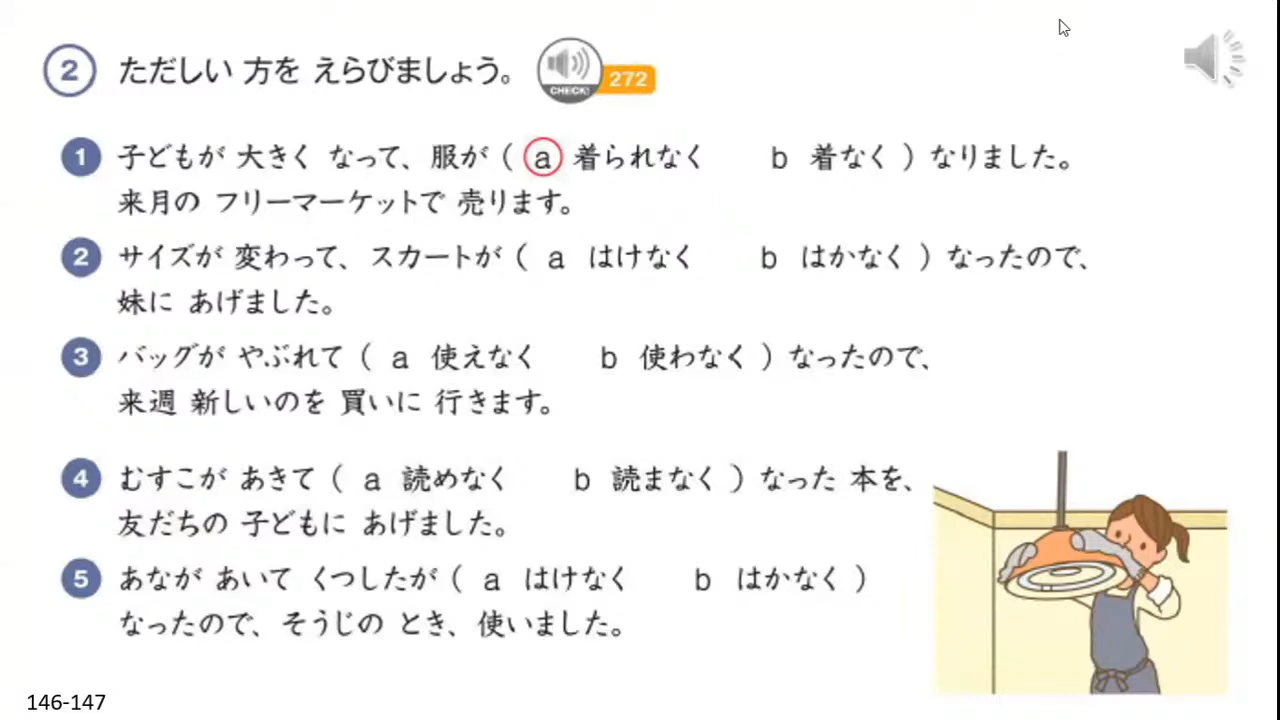 2 ただしい 方を えらびましょう。 CHECK! 272
1 子どもが 大きく なって、服が ( a 着られなく b 着なく ) なりました。
来月の フリーマーケットで 売ります。
2 サイズが 変わって、スカートが ( a はけなく b はかなく ) なったので、
妹に あげました。
3 バッグが やぶれて ( a 使えなく b 使わなく ) なったので、
来週 新しいのを 買いに 行きます。
4 むすこが あきて ( a 読めなく b 読まなく ) なった 本を、
友だちの 子どもに あげました。
5 あなが あいて くつしたが ( a はけなく b はかなく )
なったので、そうじの とき、使いました。
146-147